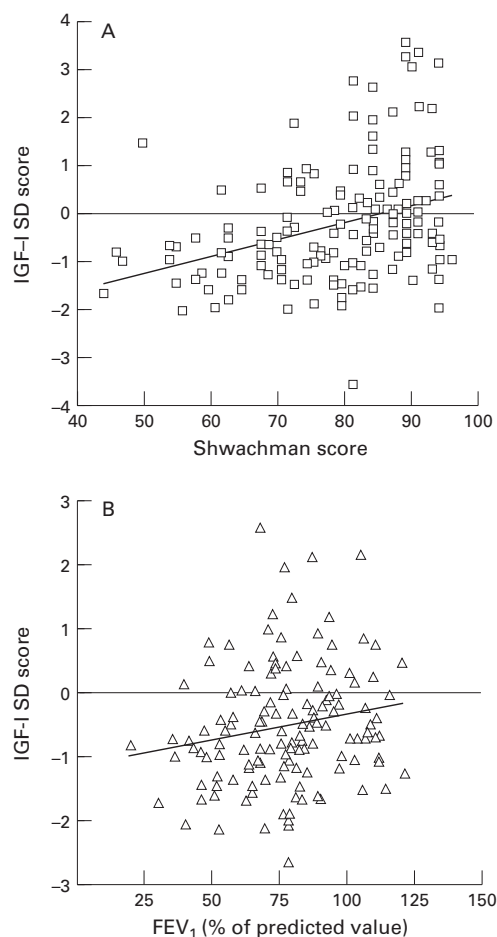 A
IGF–I SD score
4
3
2
1
0
–1
–2
–3
–4
40 50 60 70 80 90 100
Shwachman score
B
IGF-I SD score
3
2
1
0
–1
–2
–3
25 50 75 100 125 150
FEV₁ (% of predicted value)